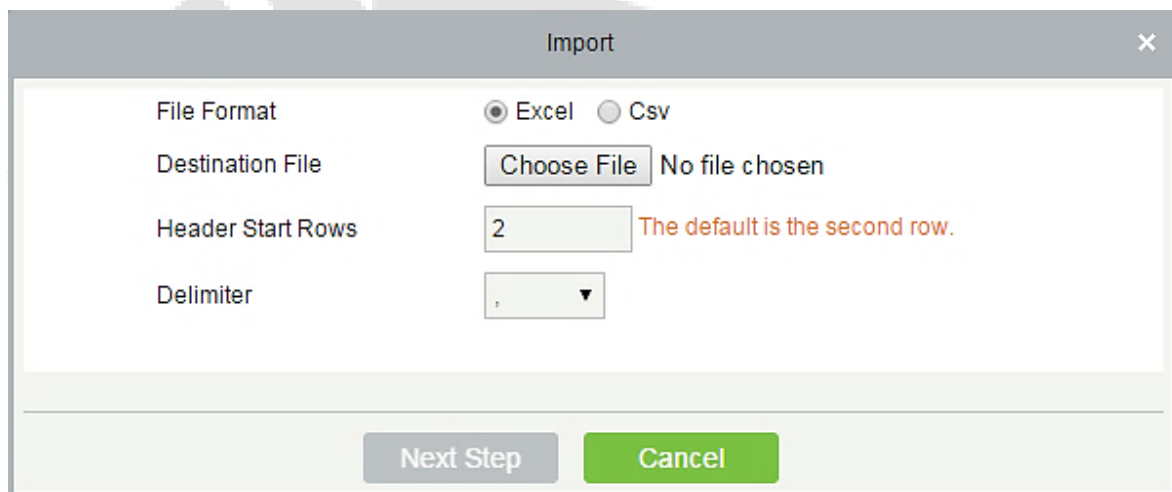 Import ×
File Format Excel Csv
Destination File Choose File No file chosen
Header Start Rows 2 The default is the second row.
Delimiter , ▼
Next Step Cancel